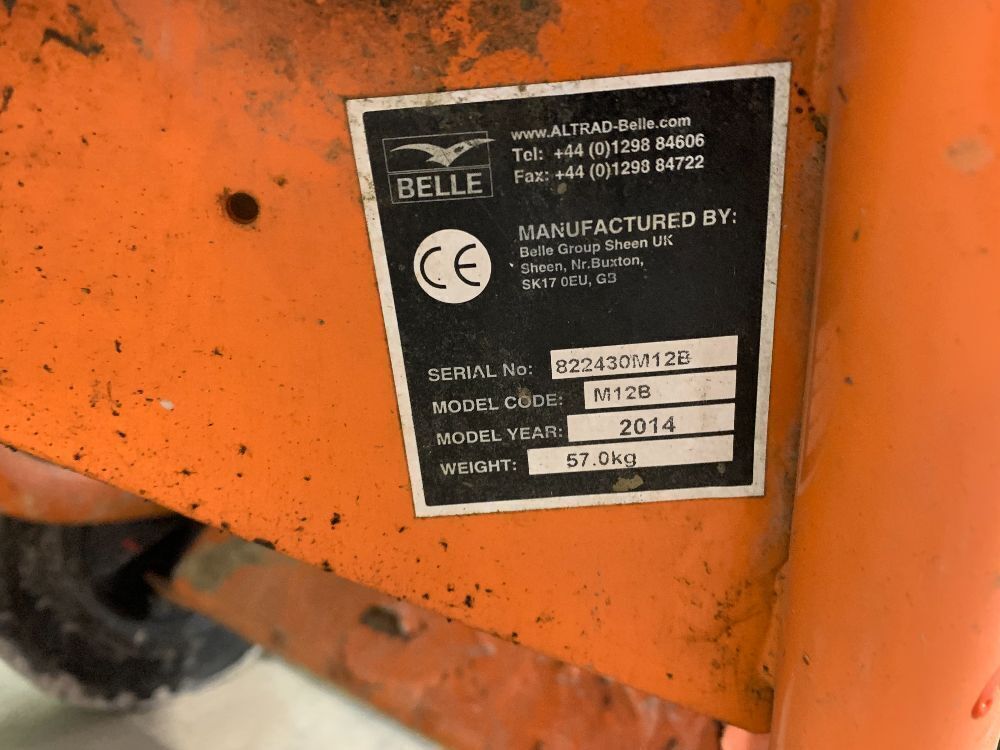 BELLE
www.ALTRAD-Belle.com
Tel: +44 (0)1298 84606
Fax: +44 (0)1298 84722
CE
MANUFACTURED BY:
Belle Group Sheen UK
Sheen, Nr.Buxton,
SK17 0EU, GB
SERIAL No: 822430M12B
MODEL CODE: M12B
MODEL YEAR: 2014
WEIGHT: 57.0kg